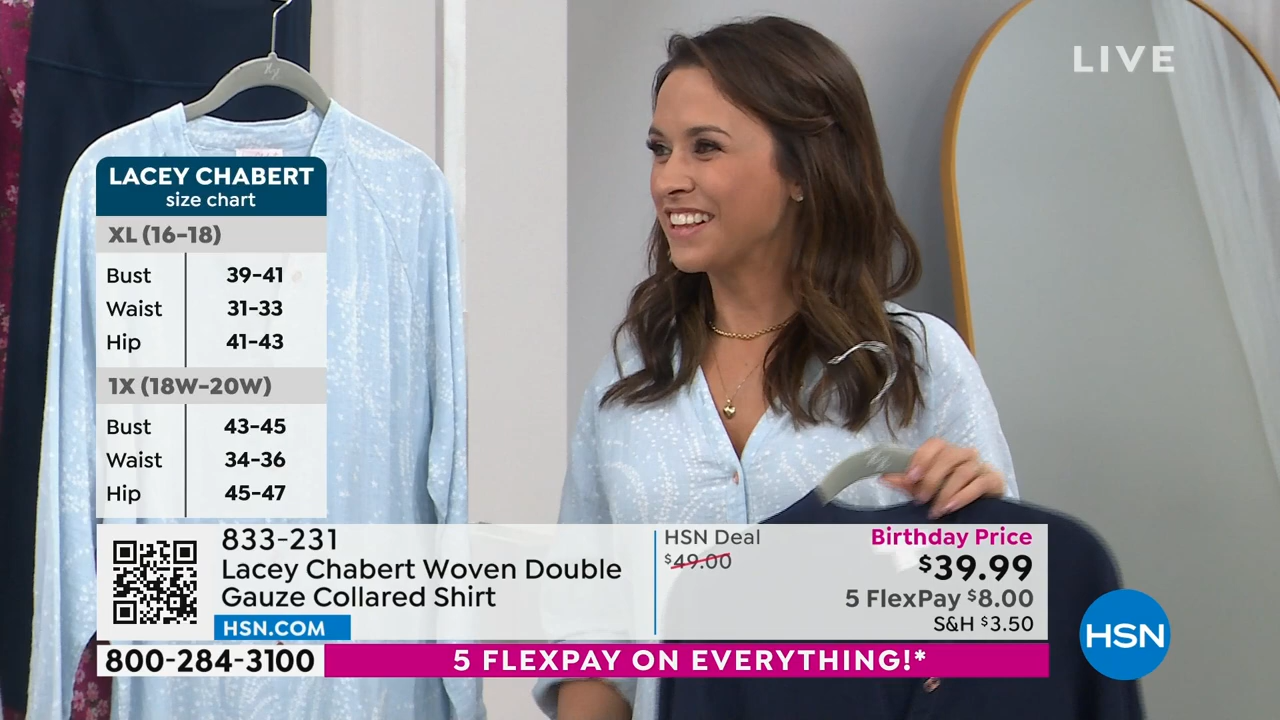 LIVE
LACEY CHABERT
size chart
XL (16-18)
Bust 39-41
Waist 31-33
Hip 41-43
1X (18W-20W)
Bust 43-45
Waist 34-36
Hip 45-47
833-231
Lacey Chabert Woven Double
Gauze Collared Shirt
HSN.COM
HSN Deal
$49.00
Birthday Price
$39.99
5 FlexPay $8.00
S&H $3.50
HSN
800-284-3100
5 FLEXPAY ON EVERYTHING!*